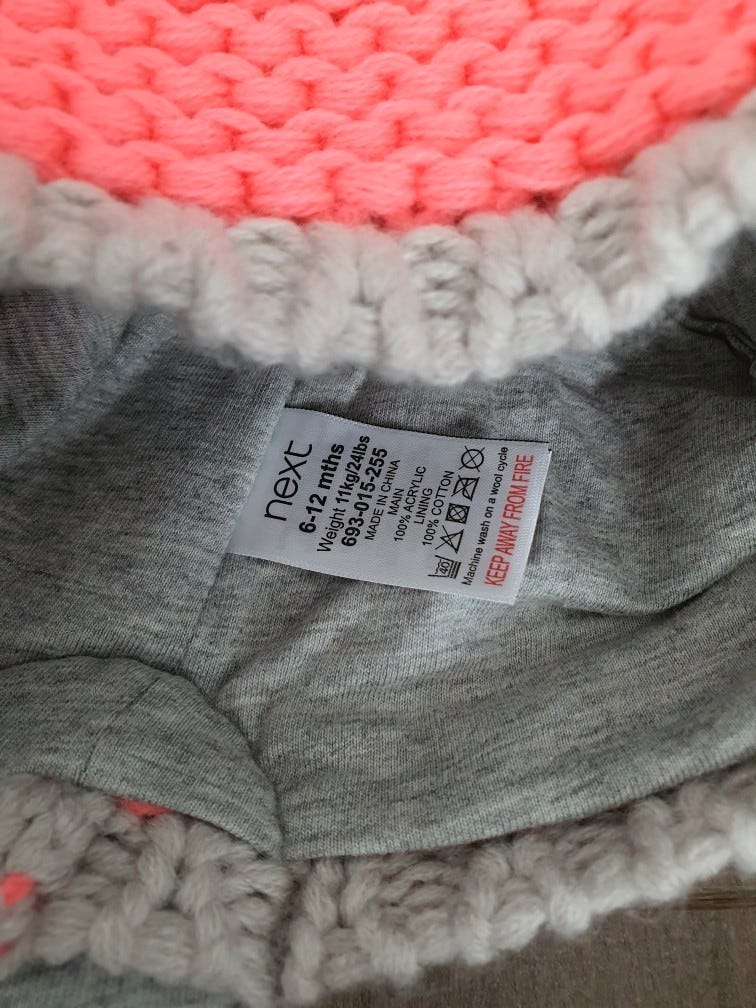 next
6-12 mths
Weight 11kg/24lbs
693-015-255
MADE IN CHINA
MAIN
100% ACRYLIC
LINING
100% COTTON
40
Machine wash on a wool cycle
KEEP AWAY FROM FIRE